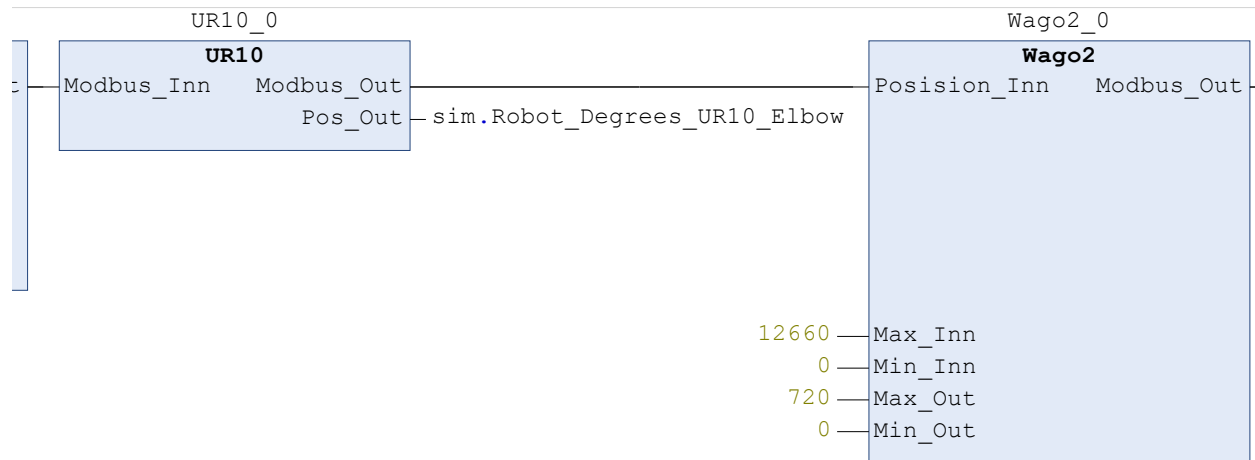 UR10_0
Wago2_0
UR10
Wago2
t
Modbus_Inn Modbus_Out
Posision_Inn Modbus_Out
Pos_Out sim.Robot_Degrees_UR10_Elbow
12660 Max_Inn
0 Min_Inn
720 Max_Out
0 Min_Out